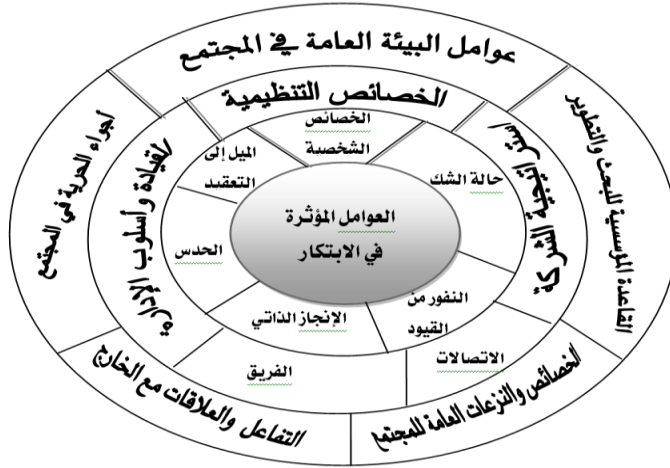 عوامل البيئة العامة في المجتمع
الخصائص التنظيمية
الخصائص
الشخصية
الميل إلى
التعقيد
حالة الشك
العوامل المؤثرة
في الابتكار
الحدس
النفور من
القيود
الإنجاز الذاتي
الاتصالات
الفريق
القيادة وأسلوب الإدارة
استراتيجية الشركة
أجراء الحرية في المجتمع
القاعدة المؤسسية للبحث والتطوير
الخصائص والنزعات العامة للمجتمع
التفاعل والعلاقات مع الخارج